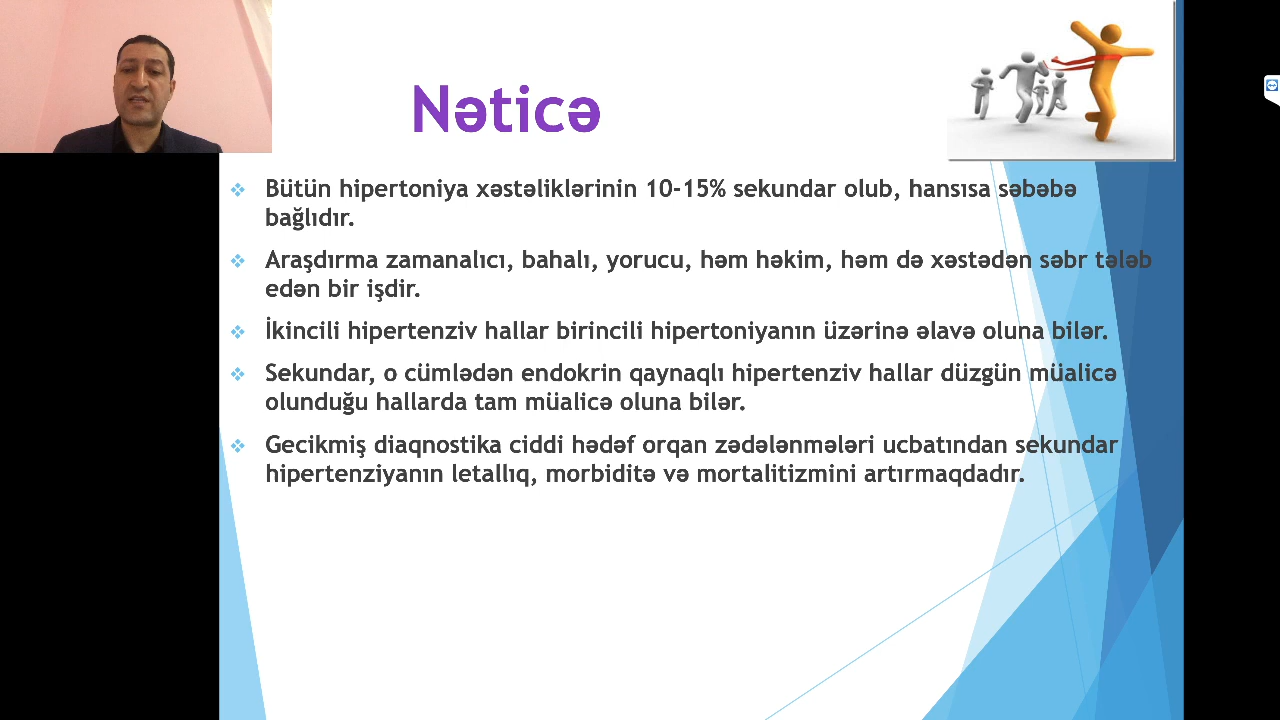 Nəticə
Bütün hipertoniya xəstəliklərinin 10-15% sekundar olub, hansısa səbəbə
bağlıdır.
Araşdırma zamanalıcı, bahalı, yorucu, həm həkim, həm də xəstədən səbr tələb
edən bir işdir.
İkincili hipertenziv hallar birincili hipertoniyanın üzərinə əlavə oluna bilər.
Sekundar, o cümlədən endokrin qaynaqlı hipertenziv hallar düzgün müalicə
olunduğu hallarda tam müalicə oluna bilər.
Gecikmiş diaqnostika ciddi hədəf orqan zədələnmələri ucbatından sekundar
hipertenziyanın letallıq, morbiditə və mortalitizmini artırmaqdadır.